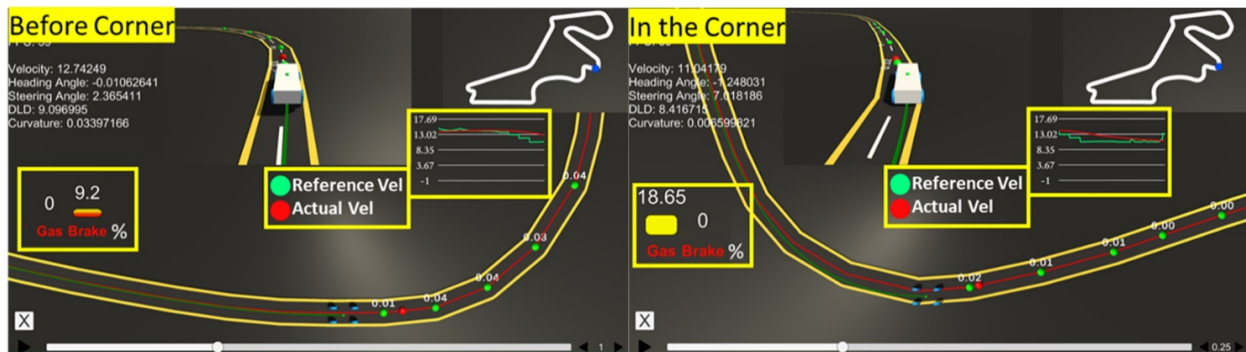 Before Corner
Velocity: 12.74249
Heading Angle: -0.01062641
Steering Angle: 2.365411
DLD: 9.096995
Curvature: 0.03397166
17.69
13.02
8.35
3.67
-1
0 9.2
Gas Brake %
Reference Vel
Actual Vel
0.04
0.03
0.04
0.04
0.01
X
1
In the Corner
Velocity: 11.04179
Heading Angle: -1.248031
Steering Angle: 7.018186
DLD: 8.416715
Curvature: 0.006599821
17.69
13.02
8.35
3.67
-1
18.65
0
Gas Brake %
Reference Vel
Actual Vel
0.00
0.00
0.01
0.01
0.02
X
0.25